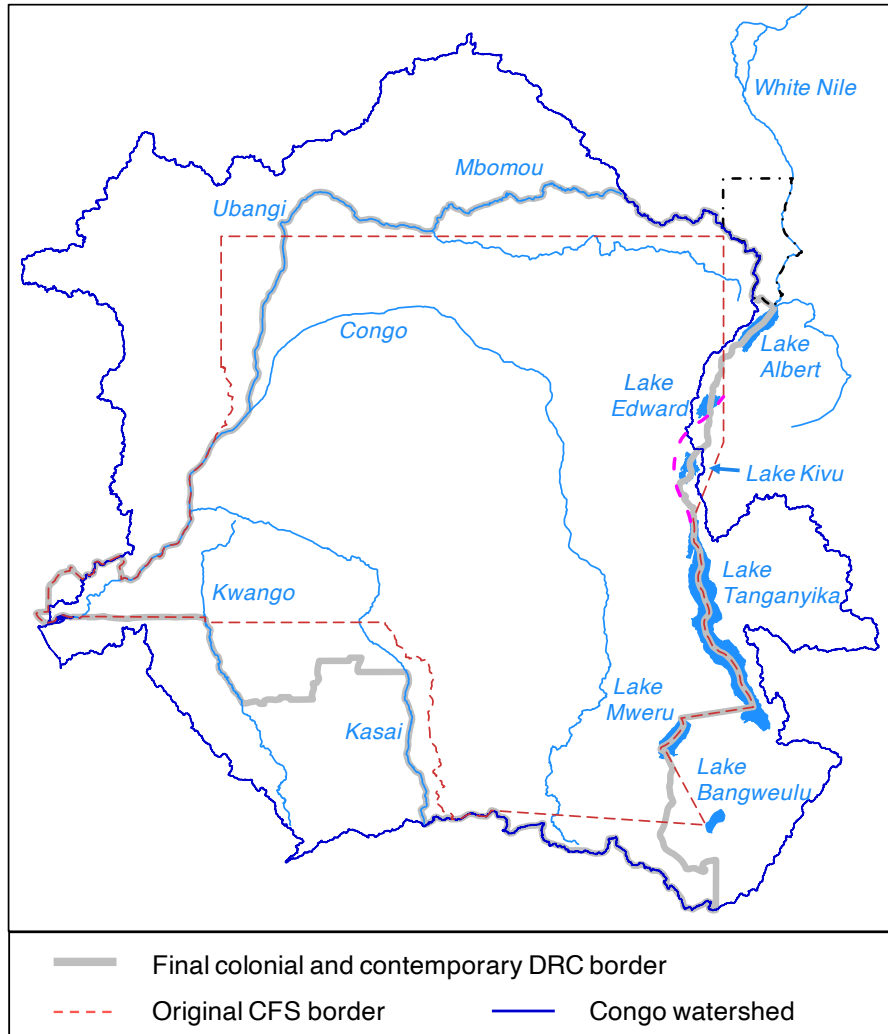 White Nile
Mbomou
Ubangi
Congo
Lake
Albert
Lake
Edward
Lake Kivu
Lake
Tanganyika
Kwango
Lake
Mweru
Kasai
Lake
Bangweulu
Final colonial and contemporary DRC border
Original CFS border
Congo watershed